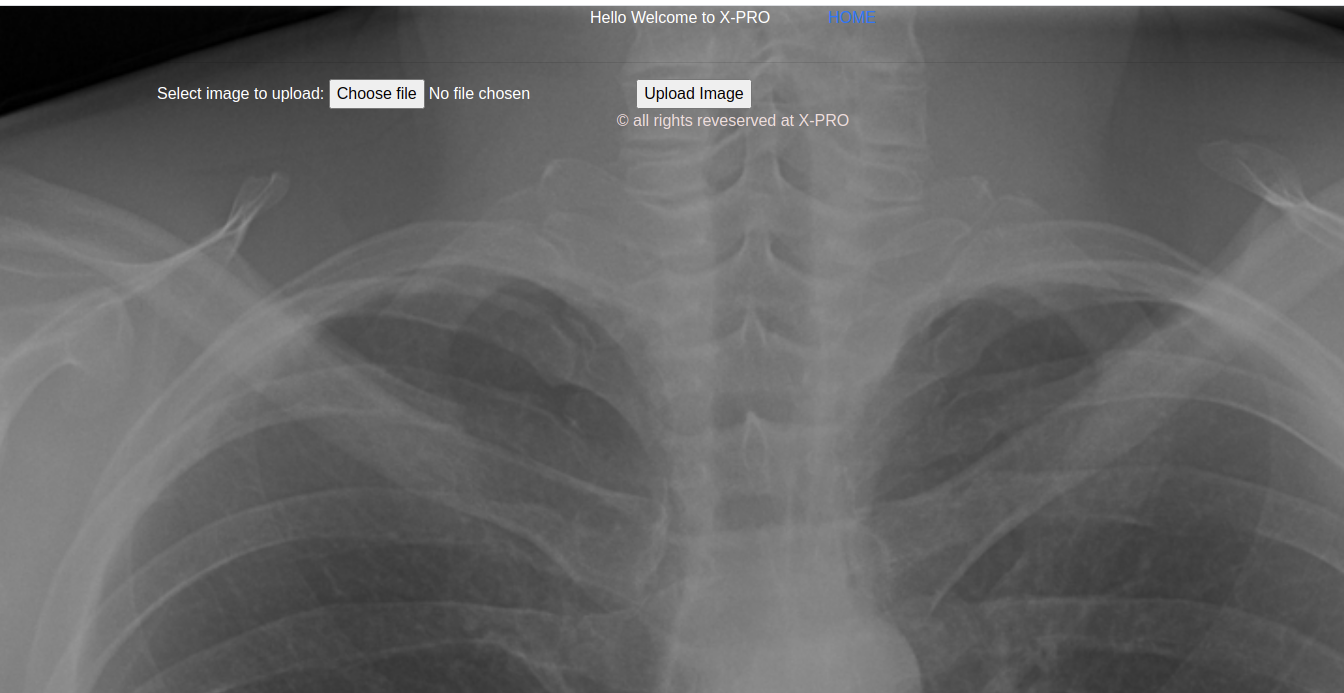 Hello Welcome to X-PRO HOME
Select image to upload: Choose file No file chosen Upload Image
© all rights reveserved at X-PRO